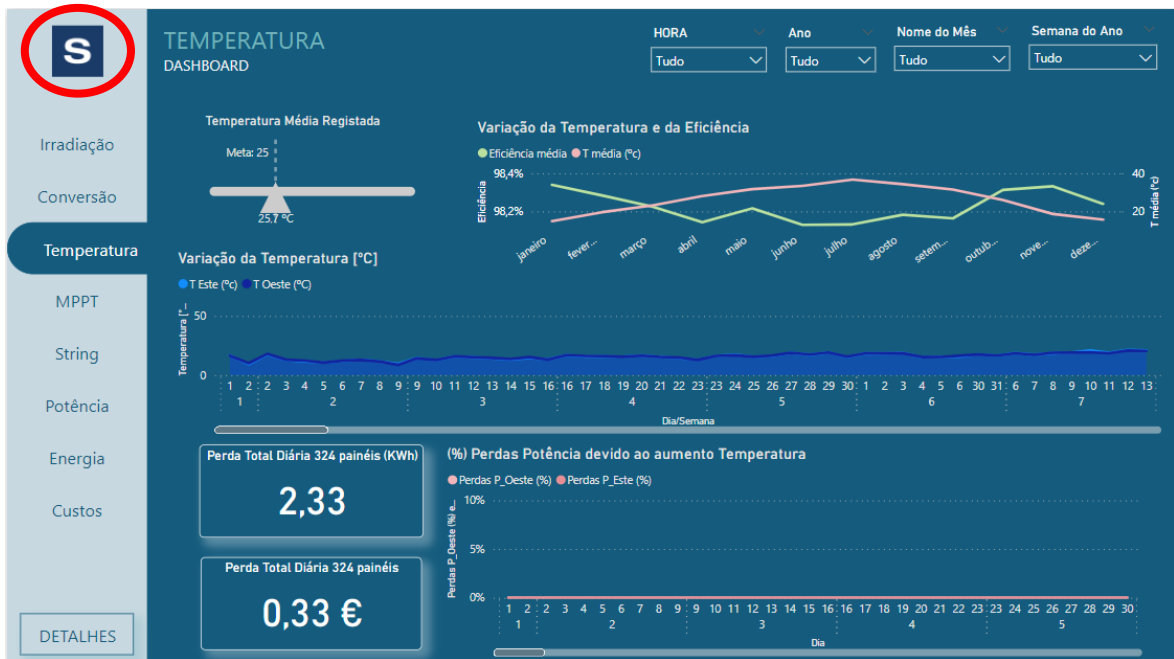 S
TEMPERATURA
DASHBOARD
HORA
Tudo
Ano
Tudo
Nome do Mês
Tudo
Semana do Ano
Tudo
Irradiação
Conversão
Temperatura
MPPT
String
Potência
Energia
Custos
DETALHES
Temperatura Média Registada
Meta: 25
25,7 ºC
Variação da Temperatura e da Eficiência
Eficiência média T média (ºc)
Eficiência
98,4%
98,2%
40
20
T média (ºc)
janeiro fever... março abril maio junho julho agosto setem... outub... nove... deze...
Variação da Temperatura [ºC]
T Este (ºc) T Oeste (ºC)
Temperatura [º...
50
0
1 2 2 3 4 5 6 7 8 9 9 10 11 12 13 14 15 16 16 17 18 19 20 21 22 23 23 24 25 26 27 28 29 30 1 2 3 4 5 6 30 31 6 7 8 9 10 11 12 13
1 2 3 4 5 6 7
Dia/Semana
Perda Total Diária 324 painéis (KWh)
2,33
Perda Total Diária 324 painéis
0,33 €
(%) Perdas Potência devido ao aumento Temperatura
Perdas P_Oeste (%) Perdas P_Este (%)
Perdas P_Oeste (%) e...
10%
5%
0%
1 2 2 3 4 5 6 7 8 9 9 10 11 12 13 14 15 16 16 17 18 19 20 21 22 23 23 24 25 26 27 28 29 30
1 2 3 4 5
Dia